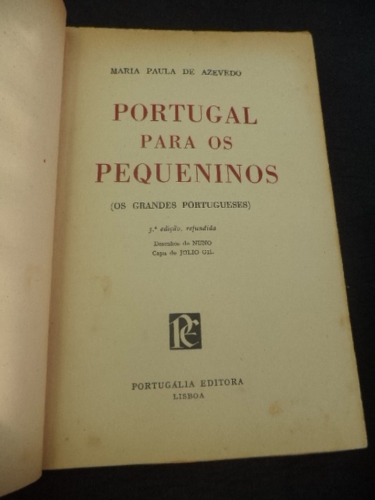 MARIA PAULA DE AZEVEDO
PORTUGAL
PARA OS
PEQUENINOS
(OS GRANDES PORTUGUESES)
5.ª edição, refundida
Desenhos de NUNO
Capa de JÚLIO GIL
PE
PORTUGÁLIA EDITORA
LISBOA